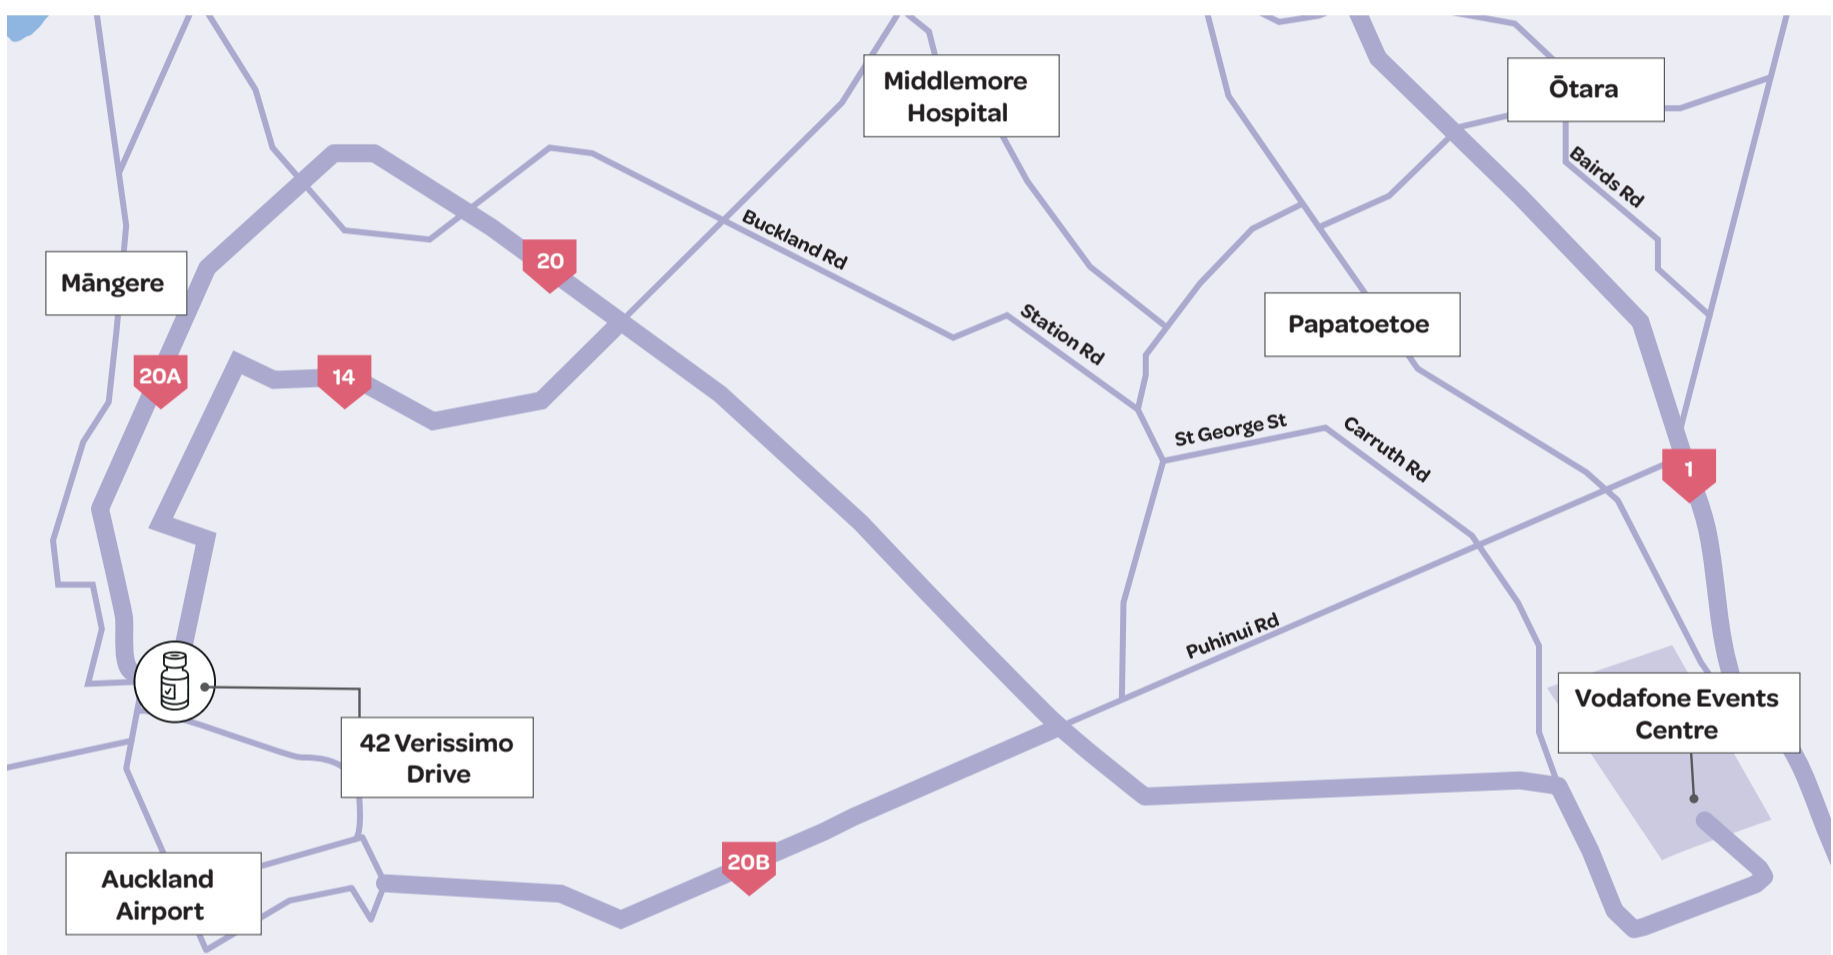 Middlemore
Hospital
Ōtara
Bairds Rd
Buckland Rd
20
Māngere
Station Rd
Papatoetoe
20A
14
St George St
Carruth Rd
1
Puhinui Rd
Vodafone Events
Centre
42 Verissimo
Drive
20B
Auckland
Airport